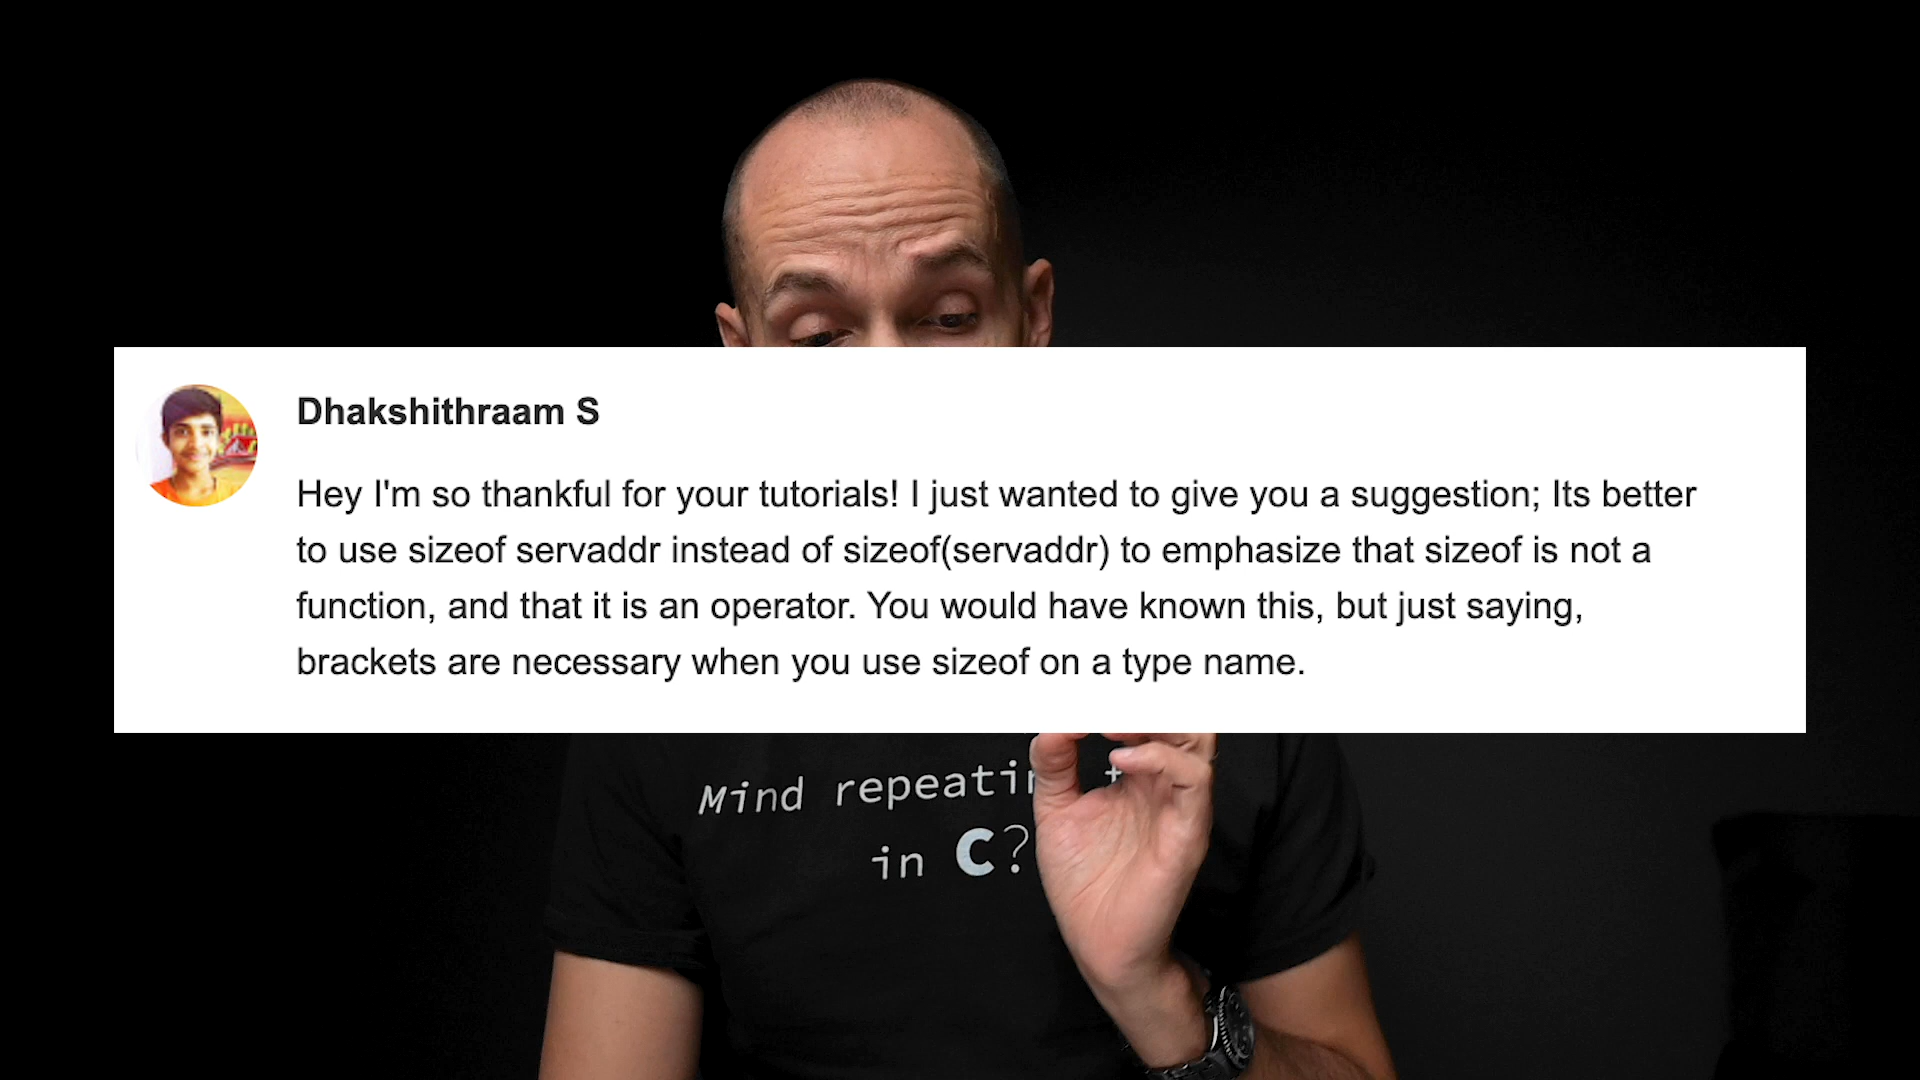 Dhakshithraam S
Hey I'm so thankful for your tutorials! I just wanted to give you a suggestion; Its better
to use sizeof servaddr instead of sizeof(servaddr) to emphasize that sizeof is not a
function, and that it is an operator. You would have known this, but just saying,
brackets are necessary when you use sizeof on a type name.
Mind
in C?